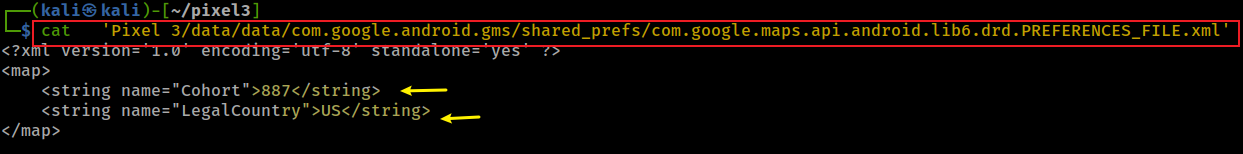 ┌──(kali㉿kali)-[~/pixel3]
└─$ cat 'Pixel 3/data/data/com.google.android.gms/shared_prefs/com.google.maps.api.android.lib6.drd.PREFERENCES_FILE.xml'
<?xml version='1.0' encoding='utf-8' standalone='yes' ?>
<map>
    <string name="Cohort">887</string>
    <string name="LegalCountry">US</string>
</map>